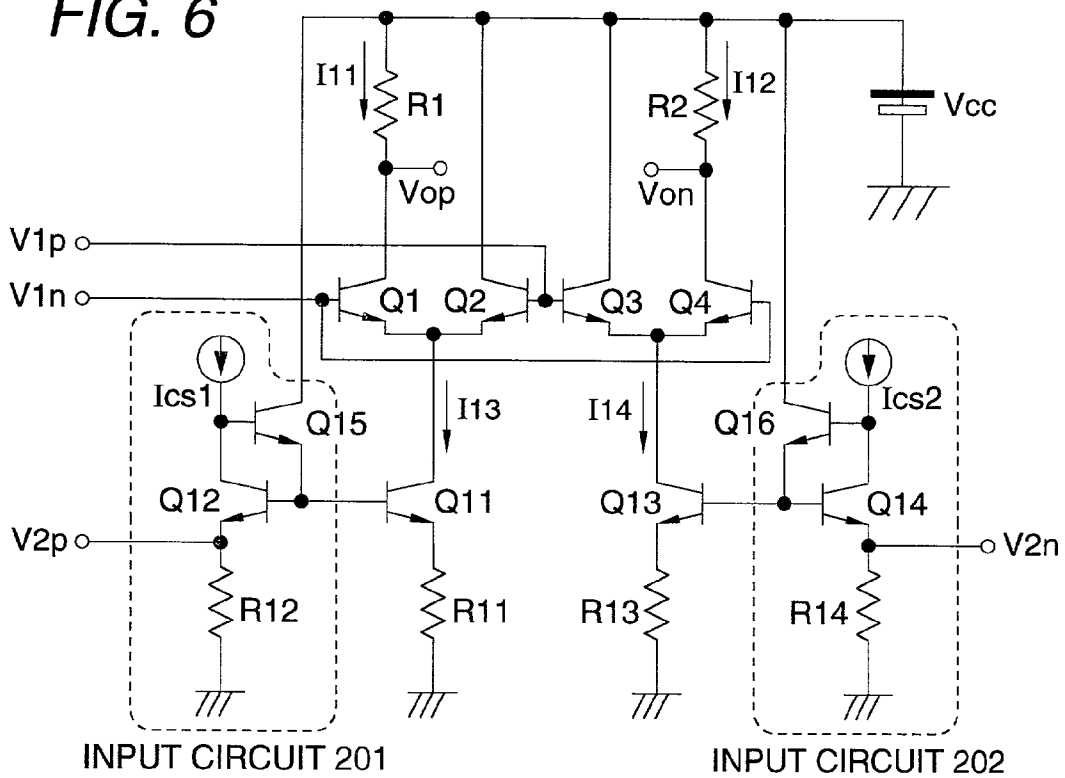 FIG. 6
I11
R1
R2
I12
Vcc
Vop
Von
V1p
V1n
Q1
Q2
Q3
Q4
Ics1
Q15
I13
I14
Q16
Ics2
Q12
Q11
Q13
Q14
V2p
V2n
R12
R11
R13
R14
INPUT CIRCUIT 201
INPUT CIRCUIT 202